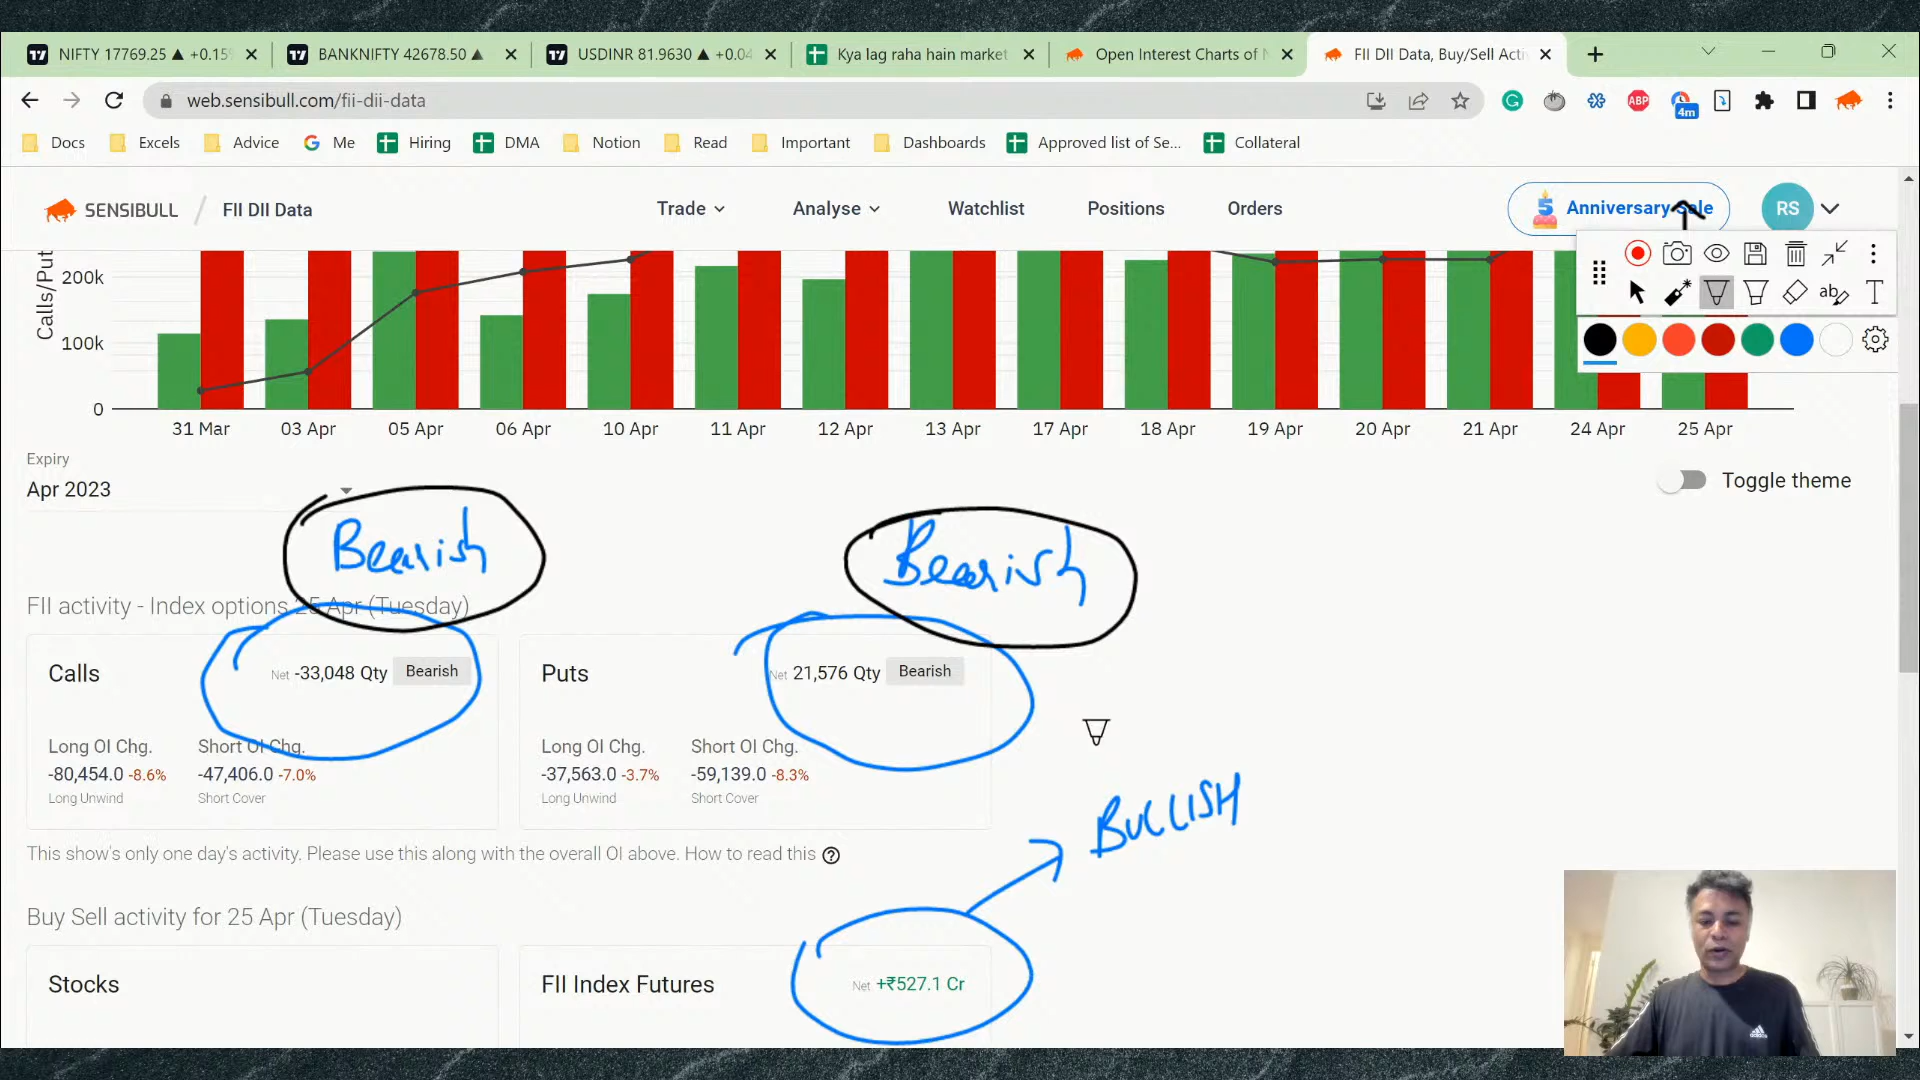 NIFTY 17769.25 ▲ +0.15%
BANKNIFTY 42678.50 ▲
USDINR 81.9630 ▲ +0.04
Kya lag raha hain market
Open Interest Charts of N
FII DII Data, Buy/Sell Activ
web.sensibull.com/fii-dii-data
ABP
4m
Docs
Excels
Advice
Me
Hiring
DMA
Notion
Read
Important
Dashboards
Approved list of Se...
Collateral
SENSIBULL / FII DII Data
Trade
Analyse
Watchlist
Positions
Orders
5
Anniversary Sale
RS
Calls/Put
200k
100k
0
31 Mar
03 Apr
05 Apr
06 Apr
10 Apr
11 Apr
12 Apr
13 Apr
17 Apr
18 Apr
19 Apr
20 Apr
21 Apr
24 Apr
25 Apr
Expiry
Apr 2023
Toggle theme
Bearish
Bearish
FII activity - Index options 25 Apr (Tuesday)
Calls
Net -33,048 Qty
Bearish
Long OI Chg.
-80,454.0 -8.6%
Long Unwind
Short OI Chg.
-47,406.0 -7.0%
Short Cover
Puts
Net 21,576 Qty
Bearish
Long OI Chg.
-37,563.0 -3.7%
Long Unwind
Short OI Chg.
-59,139.0 -8.3%
Short Cover
BULLISH
This show's only one day's activity. Please use this along with the overall OI above. How to read this
Buy Sell activity for 25 Apr (Tuesday)
Stocks
FII Index Futures
Net +₹527.1 Cr
adidas